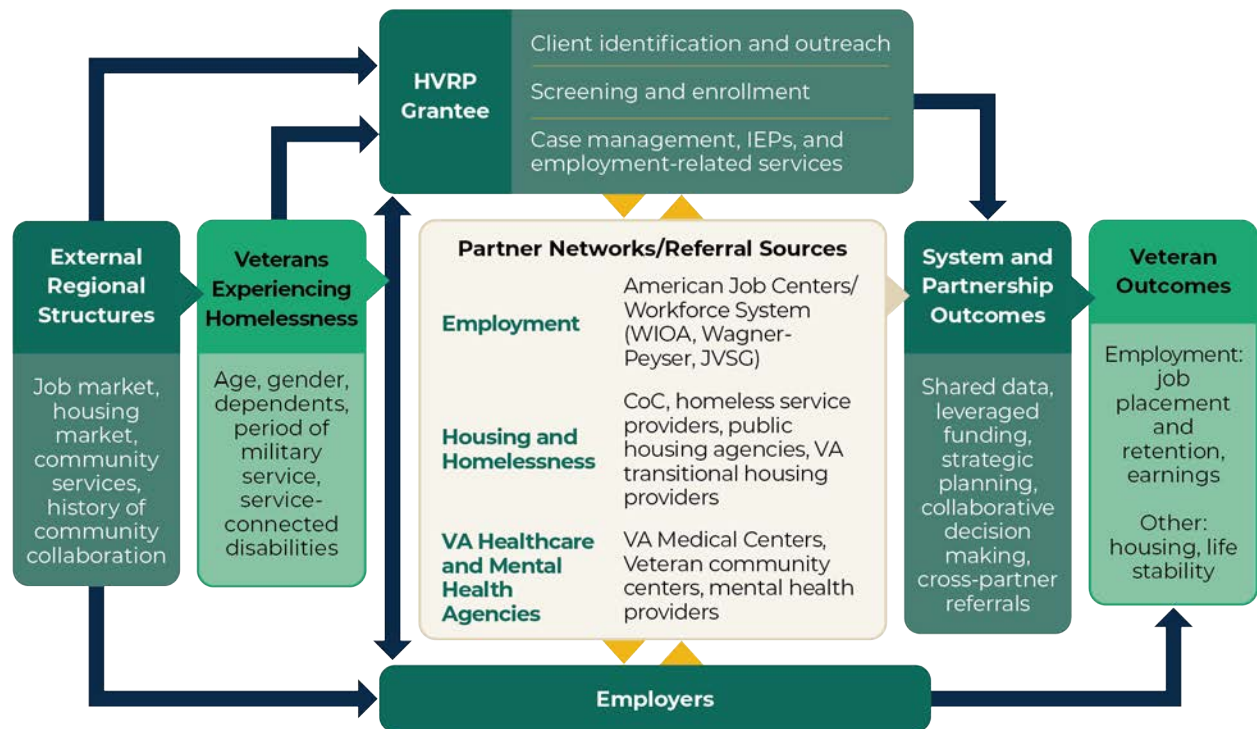 HVRP
Grantee
Client identification and outreach
Screening and enrollment
Case management, IEPs, and
employment-related services
External
Regional
Structures
Job market,
housing
market,
community
services,
history of
community
collaboration
Veterans
Experiencing
Homelessness
Age, gender,
dependents,
period of
military
service,
service-
connected
disabilities
Partner Networks/Referral Sources
Employment
American Job Centers/
Workforce System
(WIOA, Wagner-
Peyser, JVSG)
Housing and
Homelessness
CoC, homeless service
providers, public
housing agencies, VA
transitional housing
providers
VA Healthcare
and Mental
Health
Agencies
VA Medical Centers,
Veteran community
centers, mental health
providers
System and
Partnership
Outcomes
Shared data,
leveraged
funding,
strategic
planning,
collaborative
decision
making,
cross-partner
referrals
Veteran
Outcomes
Employment:
job
placement
and
retention,
earnings
Other:
housing, life
stability
Employers